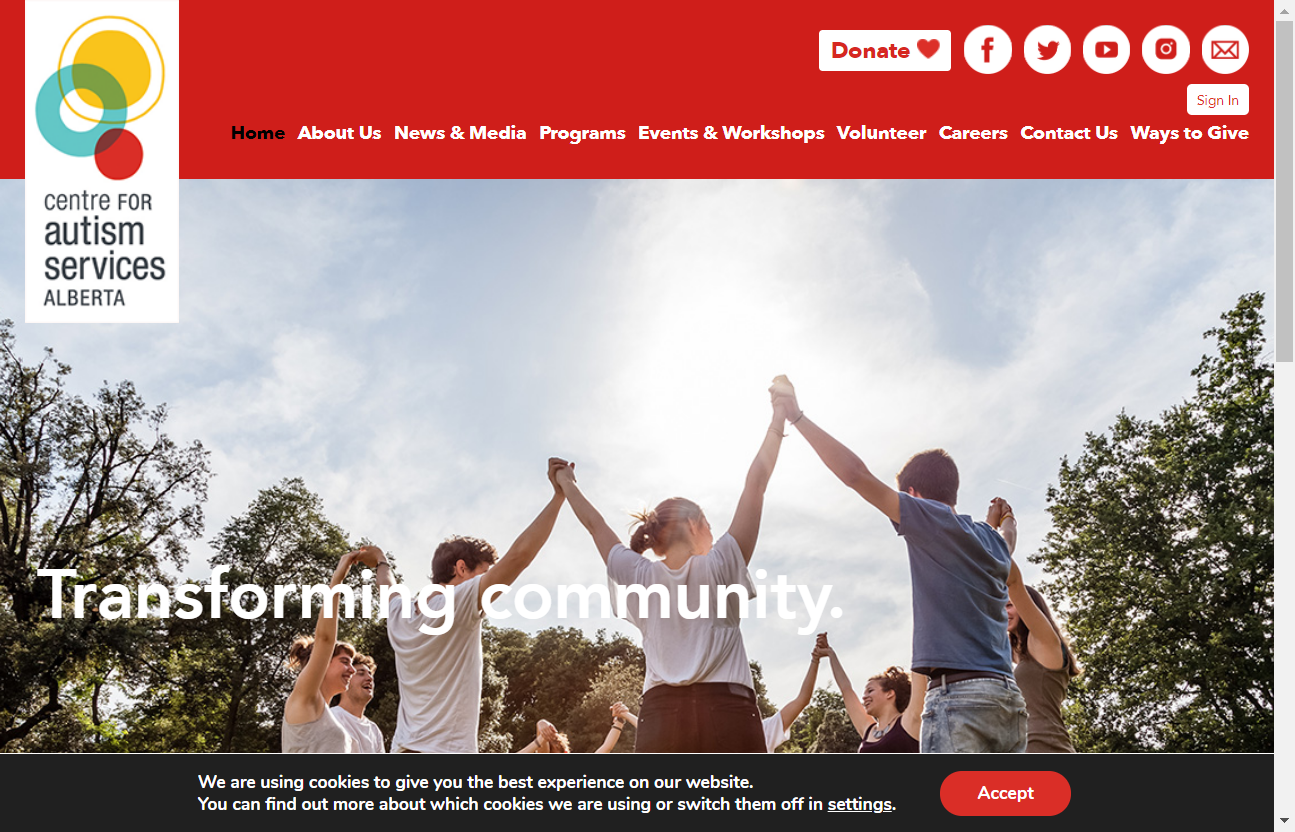 centre FOR
autism
services
ALBERTA
Donate
Sign In
Home About Us News & Media Programs Events & Workshops Volunteer Careers Contact Us Ways to Give
Transforming community.
We are using cookies to give you the best experience on our website.
You can find out more about which cookies we are using or switch them off in settings.
Accept